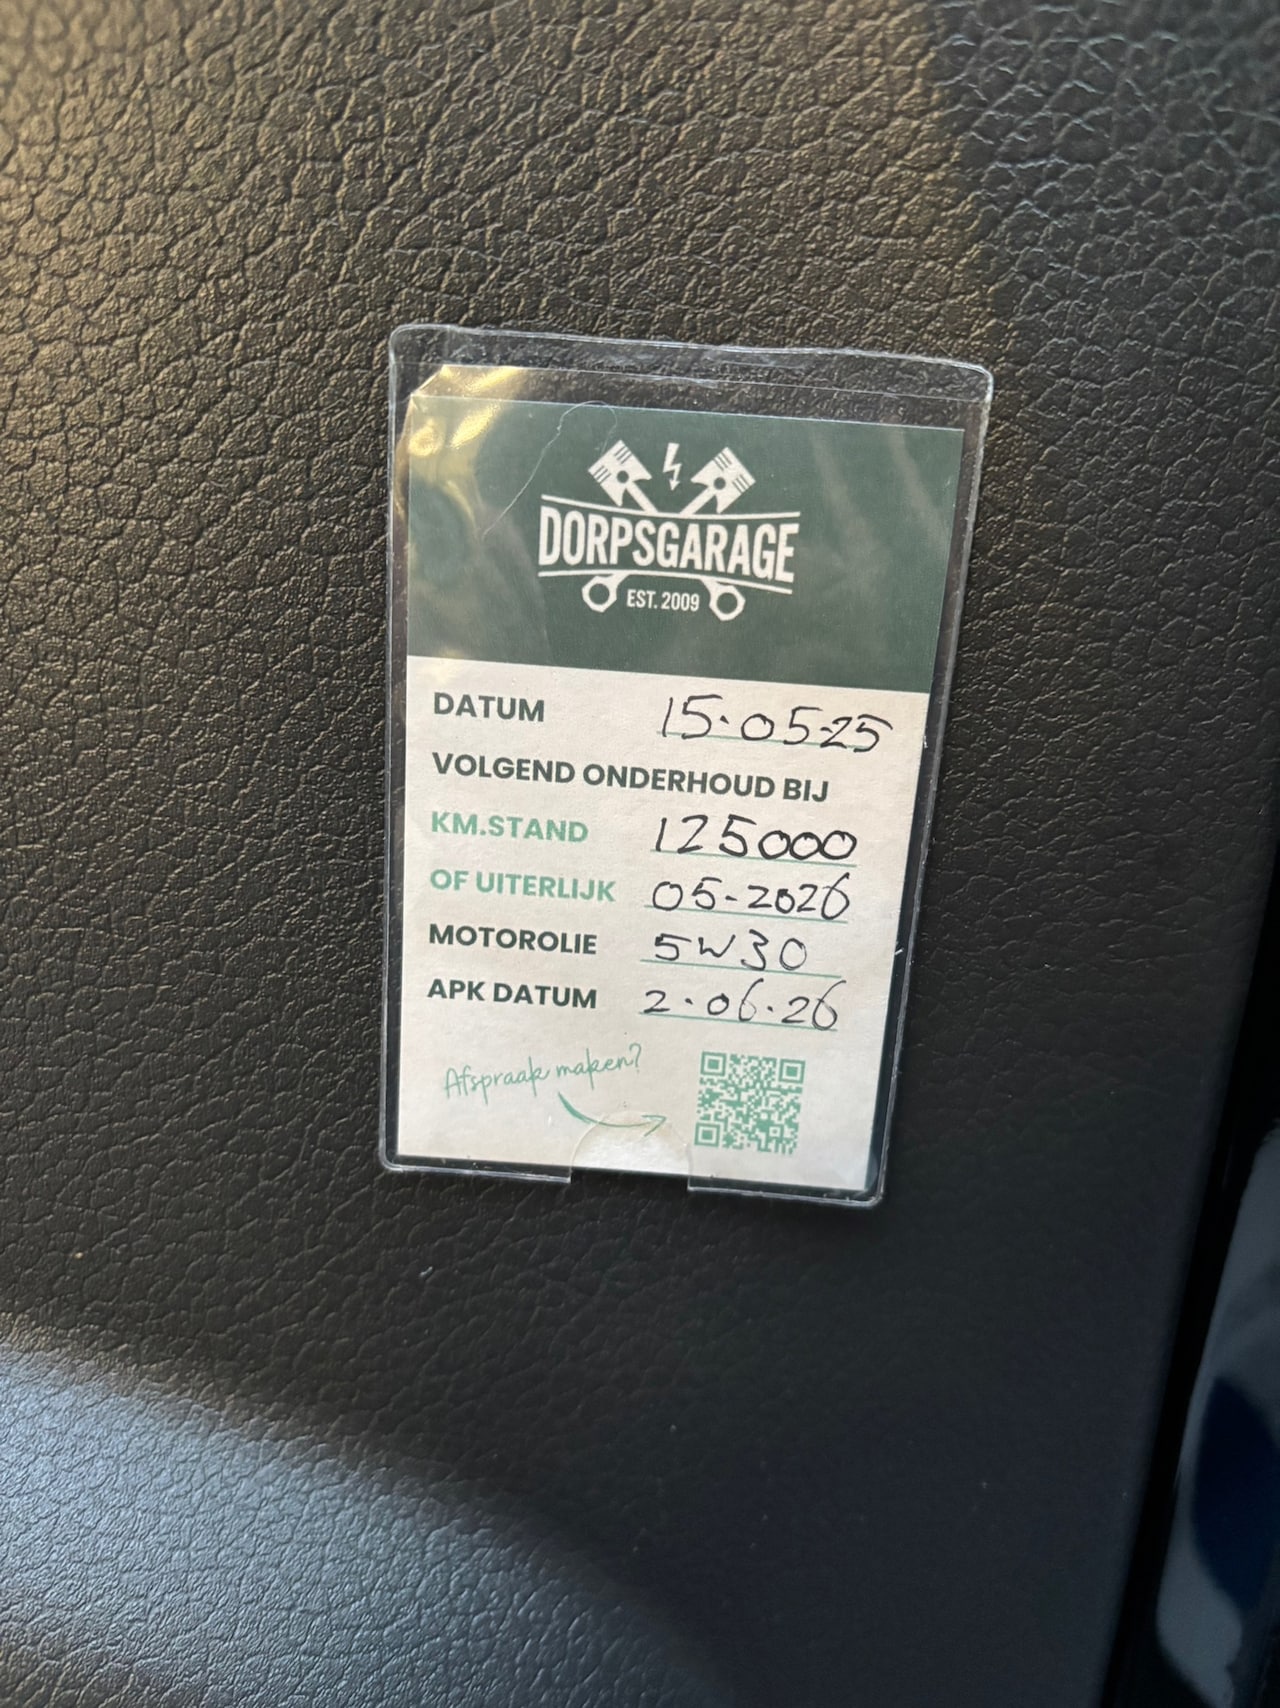 DORPSGARAGE
EST. 2009
DATUM 15-05-25
VOLGEND ONDERHOUD BIJ
KM.STAND 125000
OF UITERLIJK 05-2026
MOTOROLIE 5W30
APK DATUM 2.06.26
Afspraak maken?